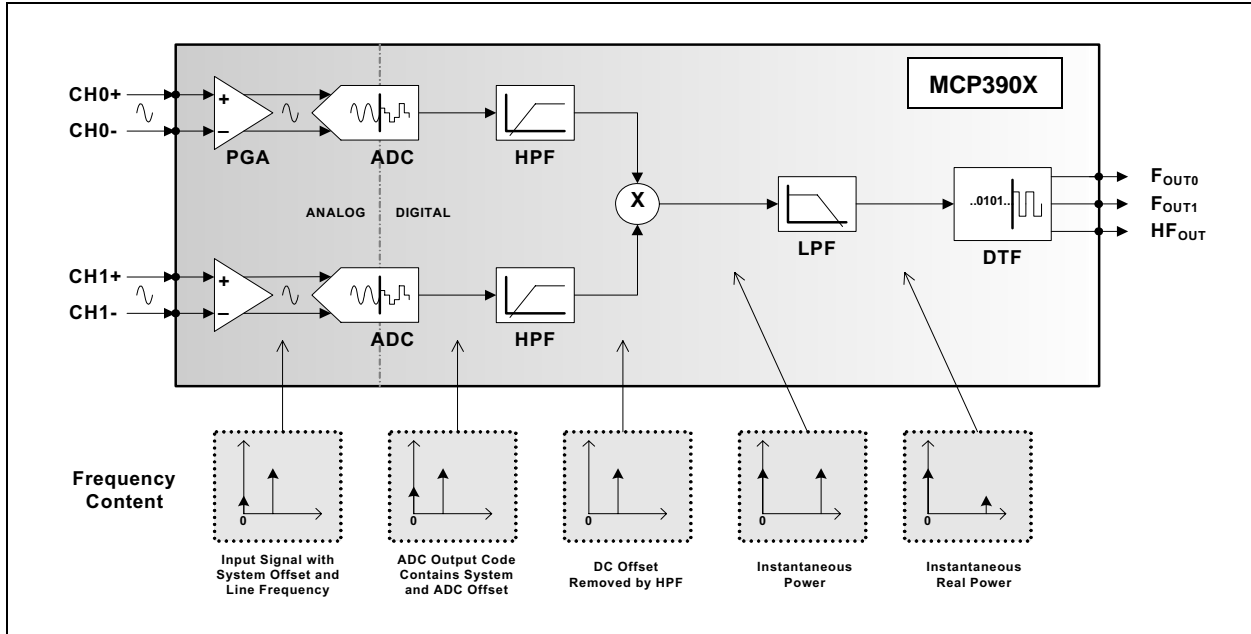 MCP390X
CH0+
CH0-
PGA
ADC
HPF
ANALOG
DIGITAL
X
LPF
..0101..
DTF
FOUT0
FOUT1
HFOUT
CH1+
CH1-
ADC
HPF
+
–
+
–
Frequency
Content
0
0
0
0
0
Input Signal with
System Offset and
Line Frequency
ADC Output Code
Contains System
and ADC Offset
DC Offset
Removed by HPF
Instantaneous
Power
Instantaneous
Real Power